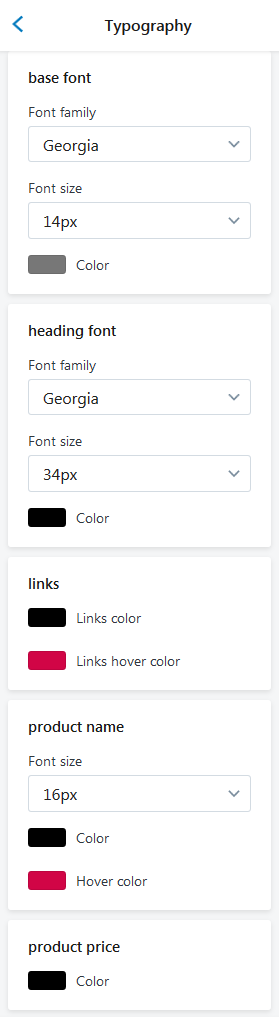 Typography
base font
Font family
Georgia
Font size
14px
Color
heading font
Font family
Georgia
Font size
34px
Color
links
Links color
Links hover color
product name
Font size
16px
Color
Hover color
product price
Color